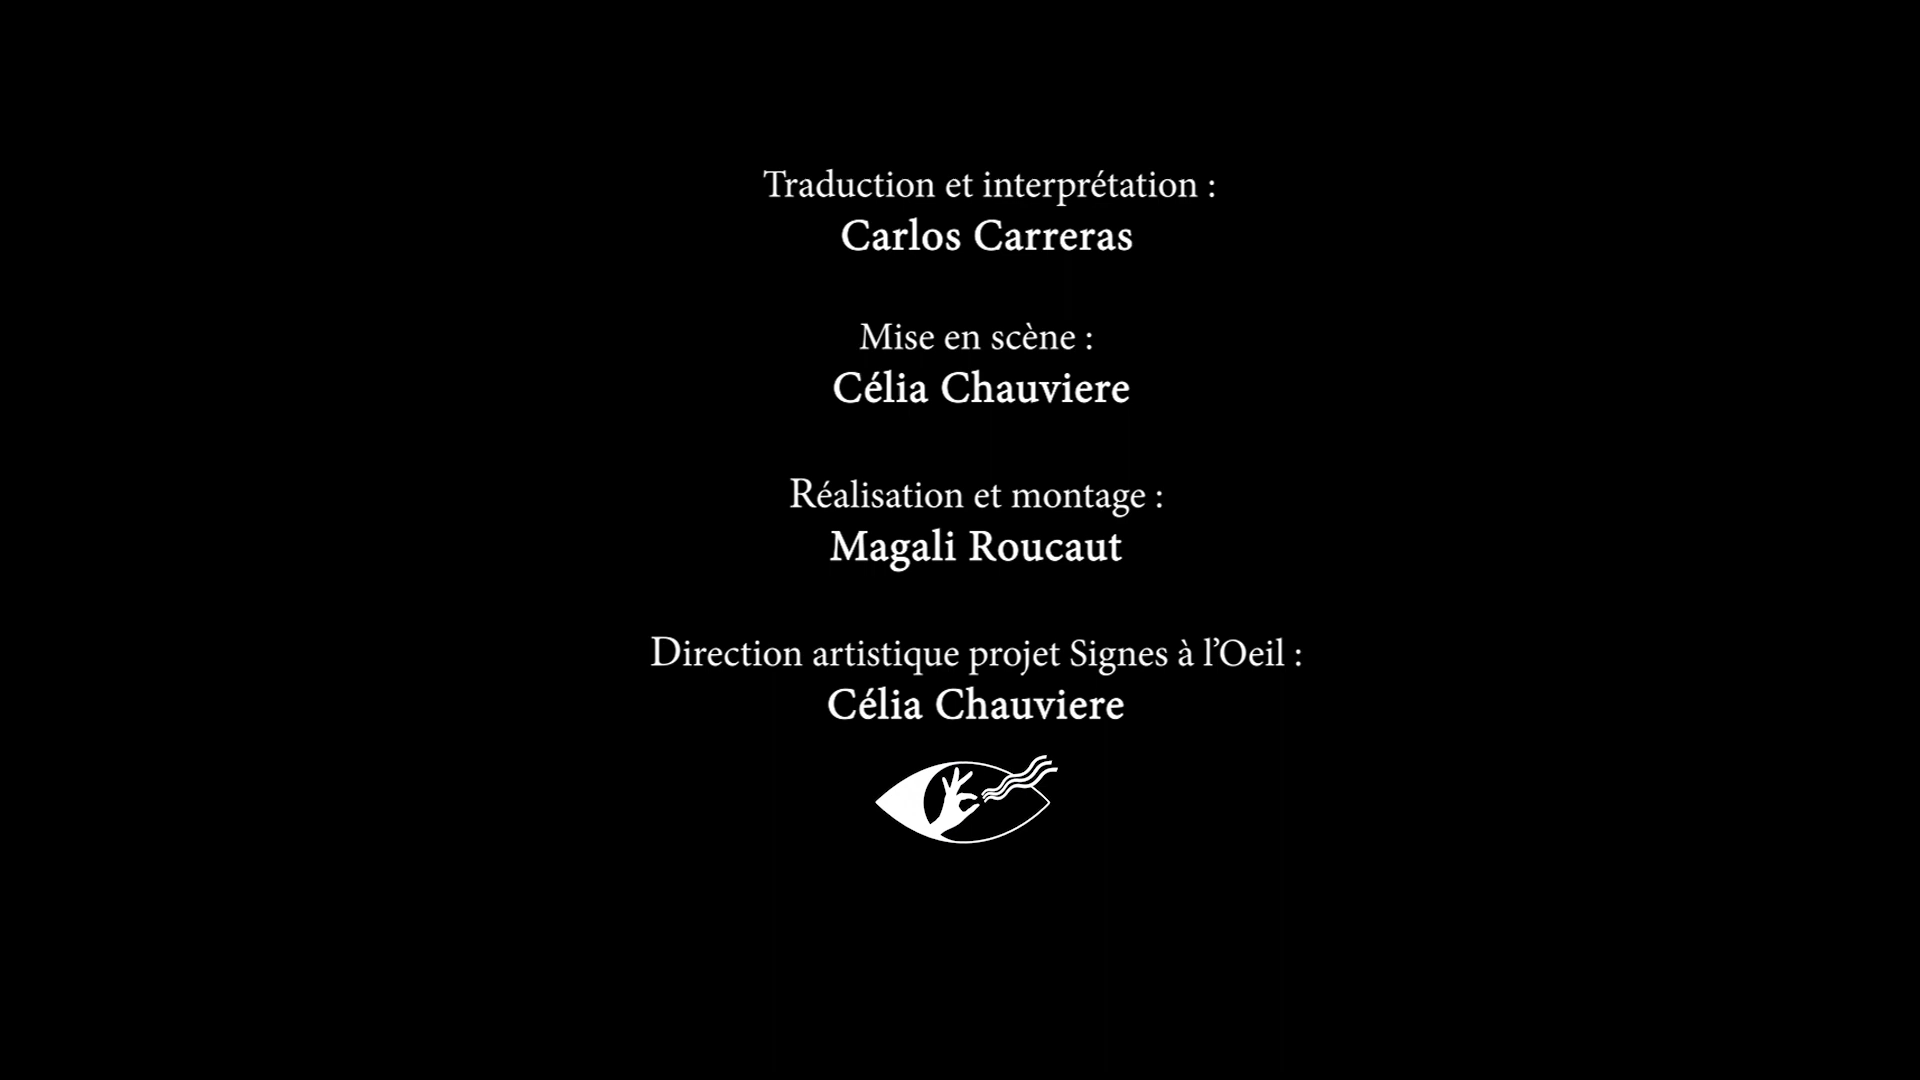 Traduction et interprétation :
Carlos Carreras
Mise en scène :
Célia Chauviere
Réalisation et montage :
Magali Roucaut
Direction artistique projet Signes à l’Oeil :
Célia Chauviere